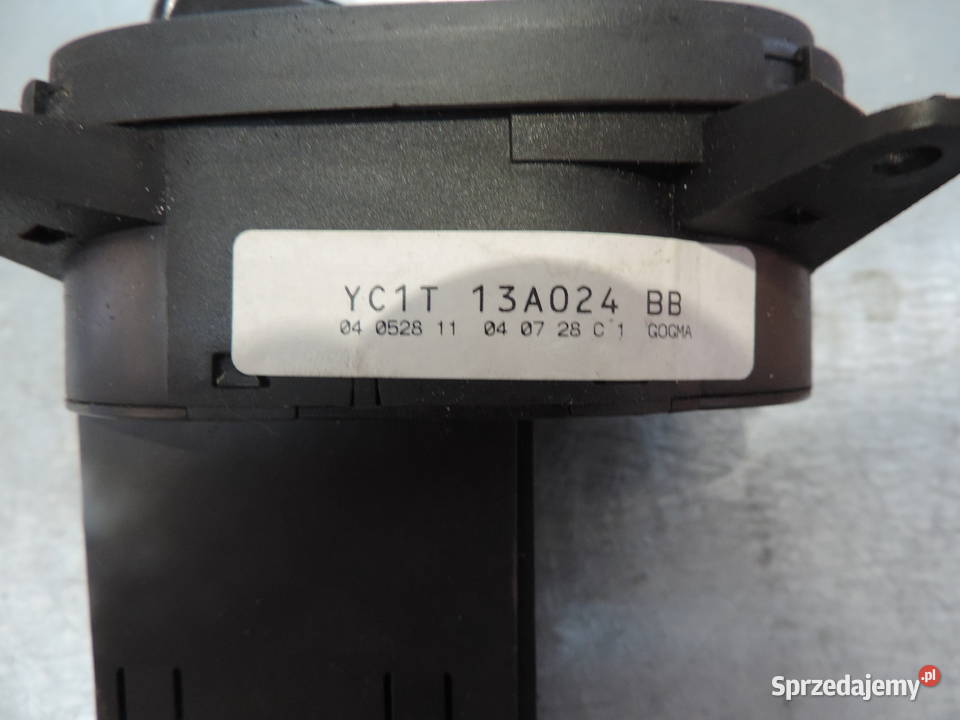 YC1T 13A024 BB
04 0528 11 04 07 28 C 1 GOGMA
Sprzedajemy.pl